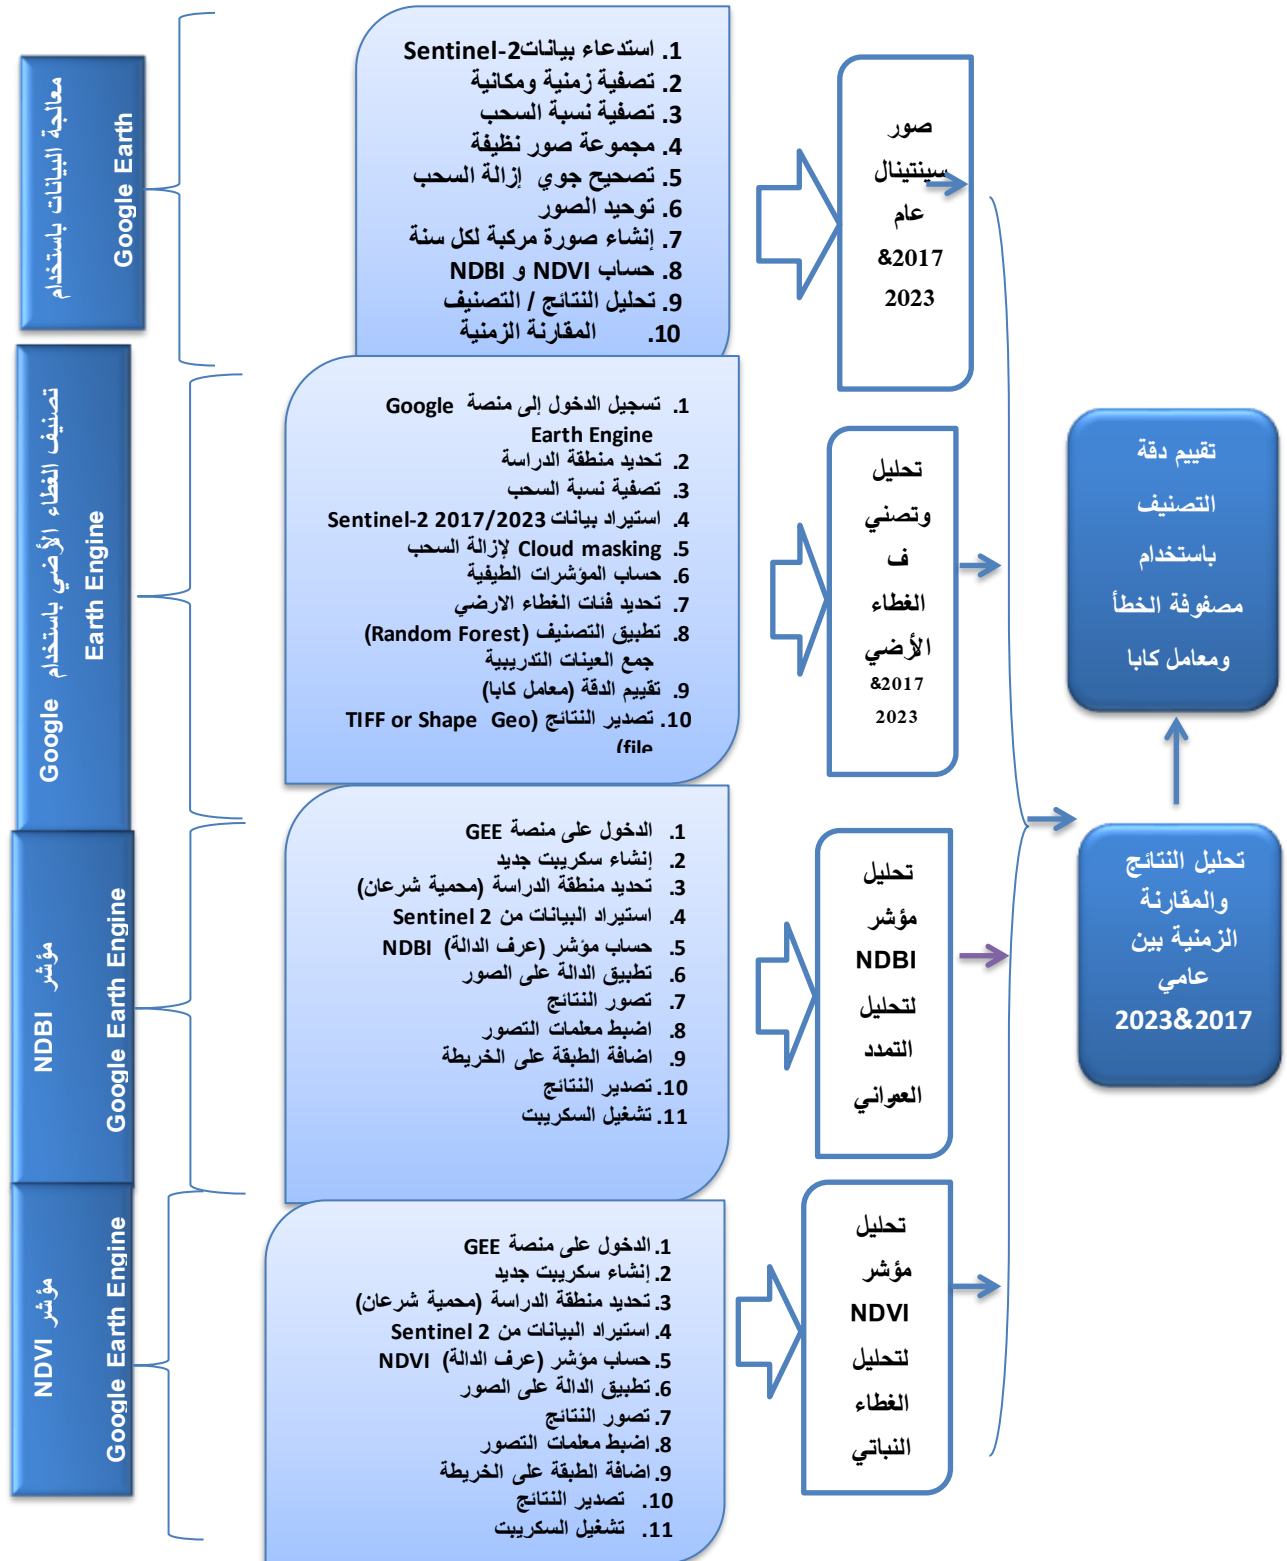 معالجة البيانات باستخدام
Google Earth
1. استدعاء بيانات Sentinel-2
2. تصفية زمنية ومكانية
3. تصفية نسبة السحب
4. مجموعة صور نظيفة
5. تصحيح جوي إزالة السحب
6. توحيد الصور
7. إنشاء صورة مركبة لكل سنة
8. حساب NDVI و NDBI
9. تحليل النتائج / التصنيف
10. المقارنة الزمنية
صور
سينتينال
عام
2017&
2023
تصنيف الغطاء الأرضي باستخدام Google
Earth Engine
1. تسجيل الدخول إلى منصة Google
Earth Engine
2. تحديد منطقة الدراسة
3. تصفية نسبة السحب
4. استيراد بيانات Sentinel-2 2017/2023
5. Cloud masking لإزالة السحب
6. حساب المؤشرات الطيفية
7. تحديد فئات الغطاء الارضي
8. تطبيق التصنيف (Random Forest)
جمع العينات التدريبية
9. تقييم الدقة (معامل كابا)
10. تصدير النتائج (TIFF or Shape Geo
file)
تحليل
وتصني
ف
الغطاء
الأرضي
2017&
2023
مؤشر NDBI
Google Earth Engine
1. الدخول على منصة GEE
2. إنشاء سكريبت جديد
3. تحديد منطقة الدراسة (محمية شرعان)
4. استيراد البيانات من Sentinel 2
5. حساب مؤشر (عرف الدالة) NDBI
6. تطبيق الدالة على الصور
7. تصور النتائج
8. اضبط معلمات التصور
9. اضافة الطبقة على الخريطة
10. تصدير النتائج
11. تشغيل السكريبت
تحليل
مؤشر
NDBI
لتحليل
التمدد
العمراني
مؤشر NDVI
Google Earth Engine
1. الدخول على منصة GEE
2. إنشاء سكريبت جديد
3. تحديد منطقة الدراسة (محمية شرعان)
4. استيراد البيانات من Sentinel 2
5. حساب مؤشر (عرف الدالة) NDVI
6. تطبيق الدالة على الصور
7. تصور النتائج
8. اضبط معلمات التصور
9. اضافة الطبقة على الخريطة
10. تصدير النتائج
11. تشغيل السكريبت
تحليل
مؤشر
NDVI
لتحليل
الغطاء
النباتي
تحليل النتائج
والمقارنة
الزمنية بين
عامي
2017&2023
تقييم دقة
التصنيف
باستخدام
مصفوفة الخطأ
ومعامل كابا